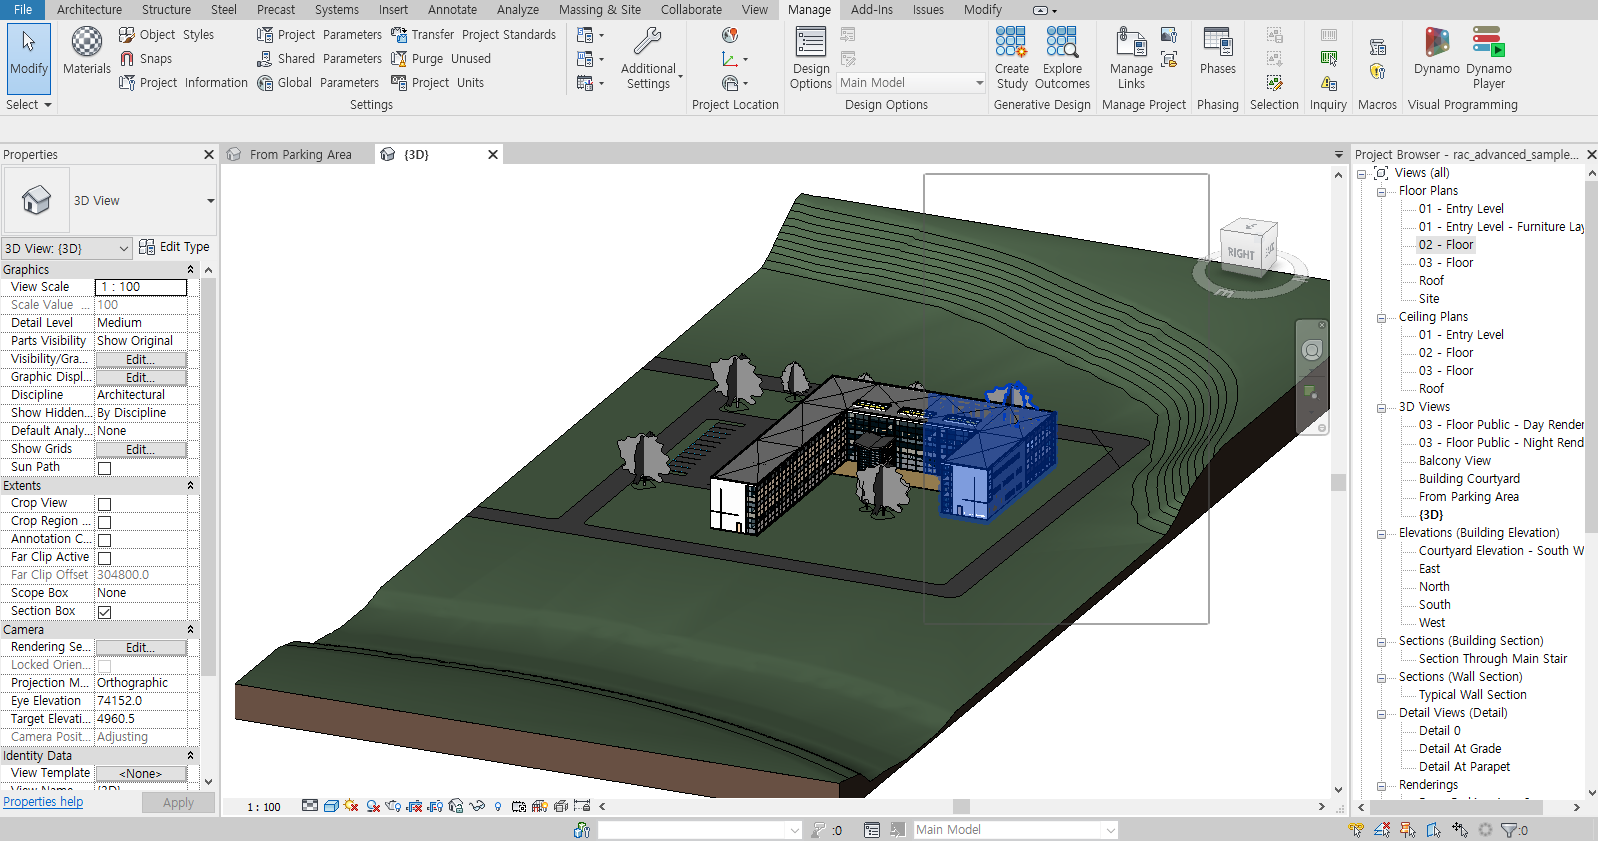 File Architecture Structure Steel Precast Systems Insert Annotate Analyze Massing & Site Collaborate View Manage Add-Ins Issues Modify
Modify
Select
Materials
Object Styles
Snaps
Project Information
Project Parameters
Shared Parameters
Global Parameters
Transfer Project Standards
Purge Unused
Project Units
Settings
Additional
Settings
Project Location
Design
Options
Main Model
Design Options
Create
Study
Explore
Outcomes
Generative Design
Manage
Links
Manage Project
Phases
Phasing
Selection
Inquiry
Macros
Dynamo
Dynamo
Player
Visual Programming
Properties
3D View
3D View: {3D}
Edit Type
Graphics
View Scale 1 : 100
Scale Value ... 100
Detail Level Medium
Parts Visibility Show Original
Visibility/Gra... Edit...
Graphic Displ... Edit...
Discipline Architectural
Show Hidden... By Discipline
Default Analy... None
Show Grids Edit...
Sun Path
Extents
Crop View
Crop Region ...
Annotation C...
Far Clip Active
Far Clip Offset 304800.0
Scope Box None
Section Box
Camera
Rendering Se... Edit...
Locked Orien...
Projection M... Orthographic
Eye Elevation 74152.0
Target Elevati... 4960.5
Camera Posit... Adjusting
Identity Data
View Template <None>
View Name {3D}
Properties help
Apply
From Parking Area
{3D}
RIGHT
1 : 100
:0
Main Model
:0
Project Browser - rac_advanced_sample...
Views (all)
Floor Plans
01 - Entry Level
01 - Entry Level - Furniture Lay
02 - Floor
03 - Floor
Roof
Site
Ceiling Plans
01 - Entry Level
02 - Floor
03 - Floor
Roof
3D Views
03 - Floor Public - Day Render
03 - Floor Public - Night Rend
Balcony View
Building Courtyard
From Parking Area
{3D}
Elevations (Building Elevation)
Courtyard Elevation - South W
East
North
South
West
Sections (Building Section)
Section Through Main Stair
Sections (Wall Section)
Typical Wall Section
Detail Views (Detail)
Detail 0
Detail At Grade
Detail At Parapet
Renderings